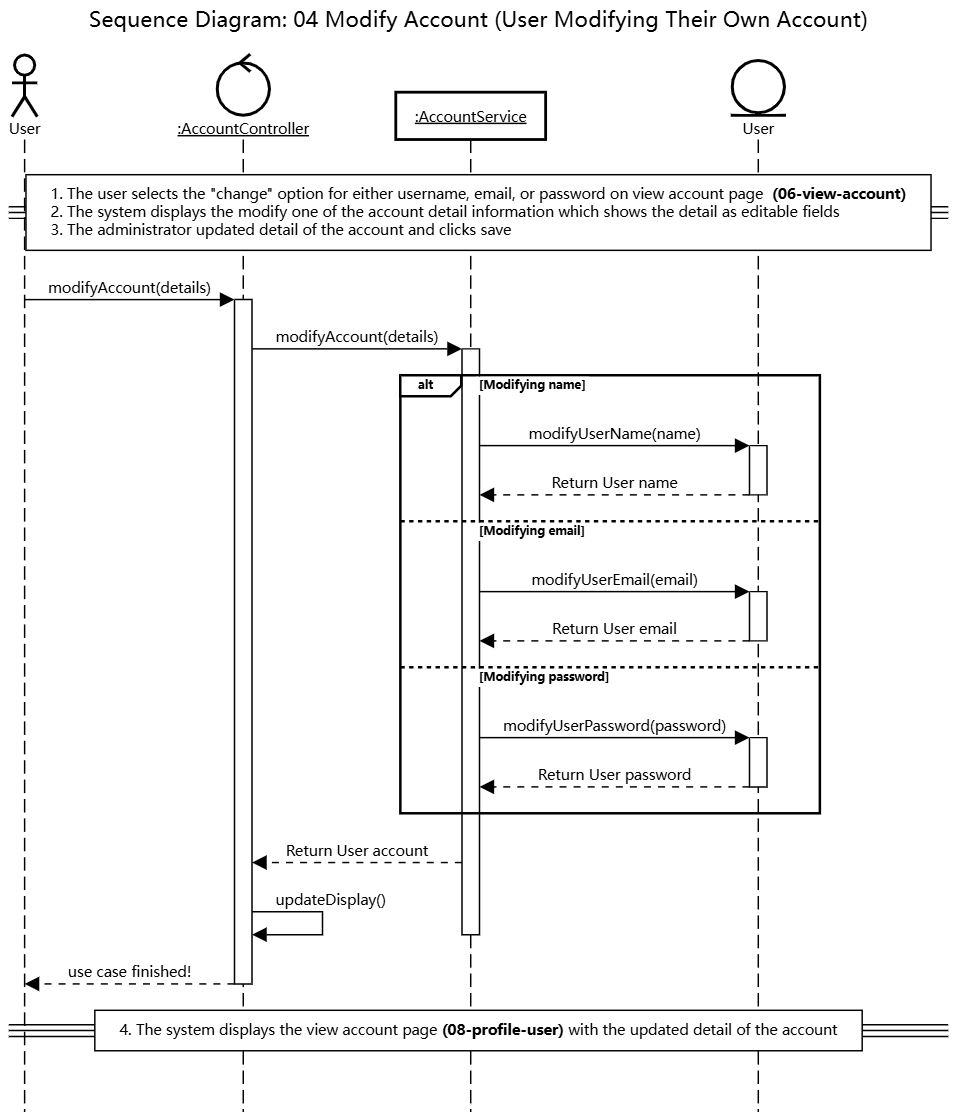 Sequence Diagram: 04 Modify Account (User Modifying Their Own Account)
User
:AccountController
:AccountService
User
1. The user selects the "change" option for either username, email, or password on view account page (06-view-account)
2. The system displays the modify one of the account detail information which shows the detail as editable fields
3. The administrator updated detail of the account and clicks save
modifyAccount(details)
modifyAccount(details)
alt
[Modifying name]
modifyUserName(name)
Return User name
[Modifying email]
modifyUserEmail(email)
Return User email
[Modifying password]
modifyUserPassword(password)
Return User password
Return User account
updateDisplay()
use case finished!
4. The system displays the view account page (08-profile-user) with the updated detail of the account